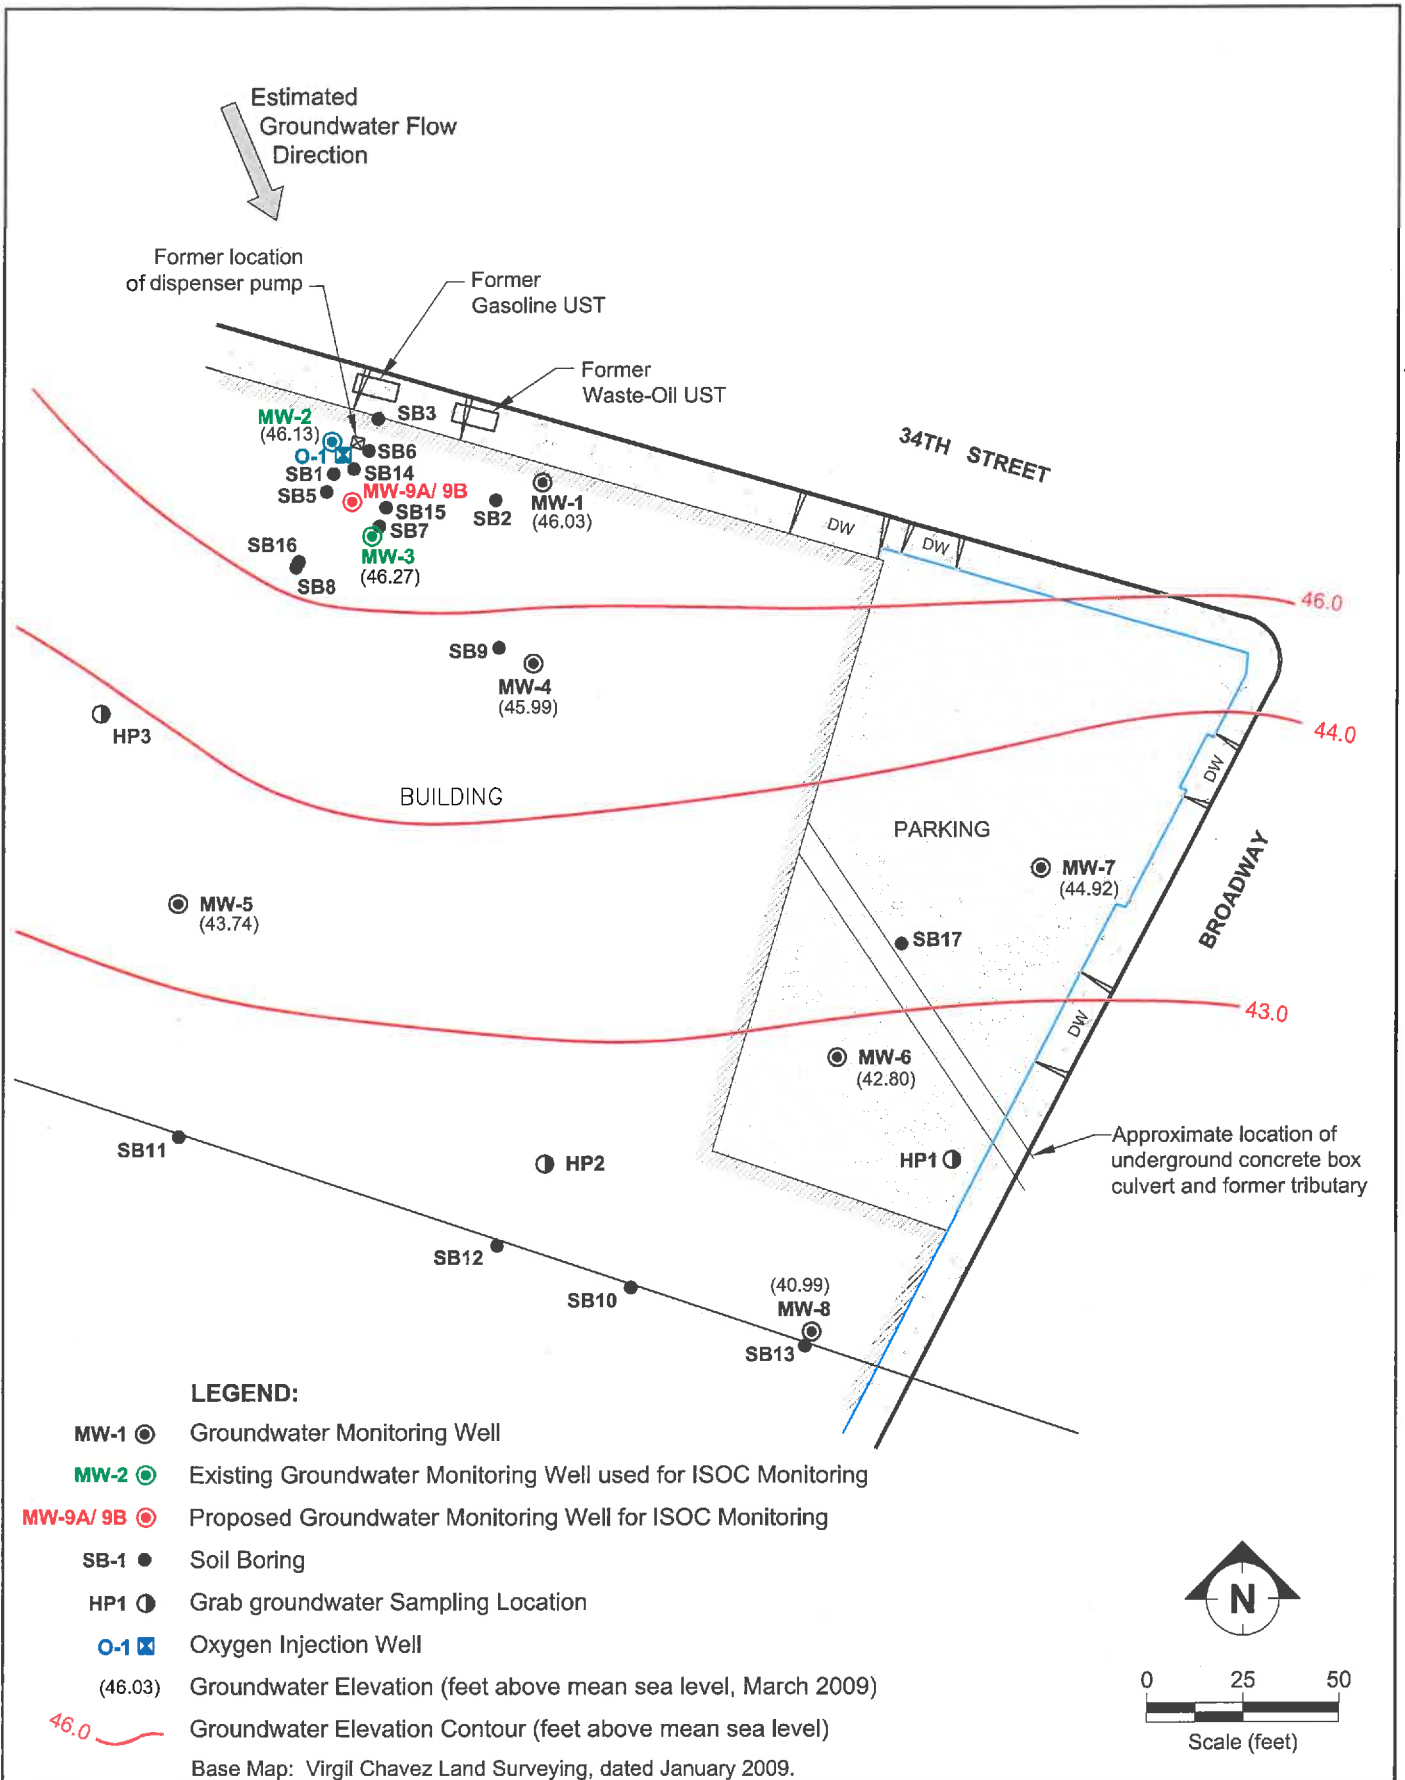 Estimated
Groundwater Flow
Direction
Former location
of dispenser pump
Former
Gasoline UST
Former
Waste-Oil UST
34TH STREET
MW-2
(46.13)
SB3
O-1
SB6
SB1
SB14
SB5
MW-9A/ 9B
SB15
SB2
MW-1
(46.03)
SB7
MW-3
(46.27)
SB16
SB8
DW
DW
46.0
SB9
MW-4
(45.99)
HP3
44.0
DW
BUILDING
PARKING
MW-7
(44.92)
BROADWAY
MW-5
(43.74)
SB17
43.0
DW
MW-6
(42.80)
SB11
HP2
HP1
Approximate location of
underground concrete box
culvert and former tributary
SB12
SB10
(40.99)
MW-8
SB13
LEGEND:
MW-1 Groundwater Monitoring Well
MW-2 Existing Groundwater Monitoring Well used for ISOC Monitoring
MW-9A/ 9B Proposed Groundwater Monitoring Well for ISOC Monitoring
SB-1 Soil Boring
HP1 Grab groundwater Sampling Location
O-1 Oxygen Injection Well
(46.03) Groundwater Elevation (feet above mean sea level, March 2009)
46.0 Groundwater Elevation Contour (feet above mean sea level)
Base Map: Virgil Chavez Land Surveying, dated January 2009.
N
0 25 50
Scale (feet)